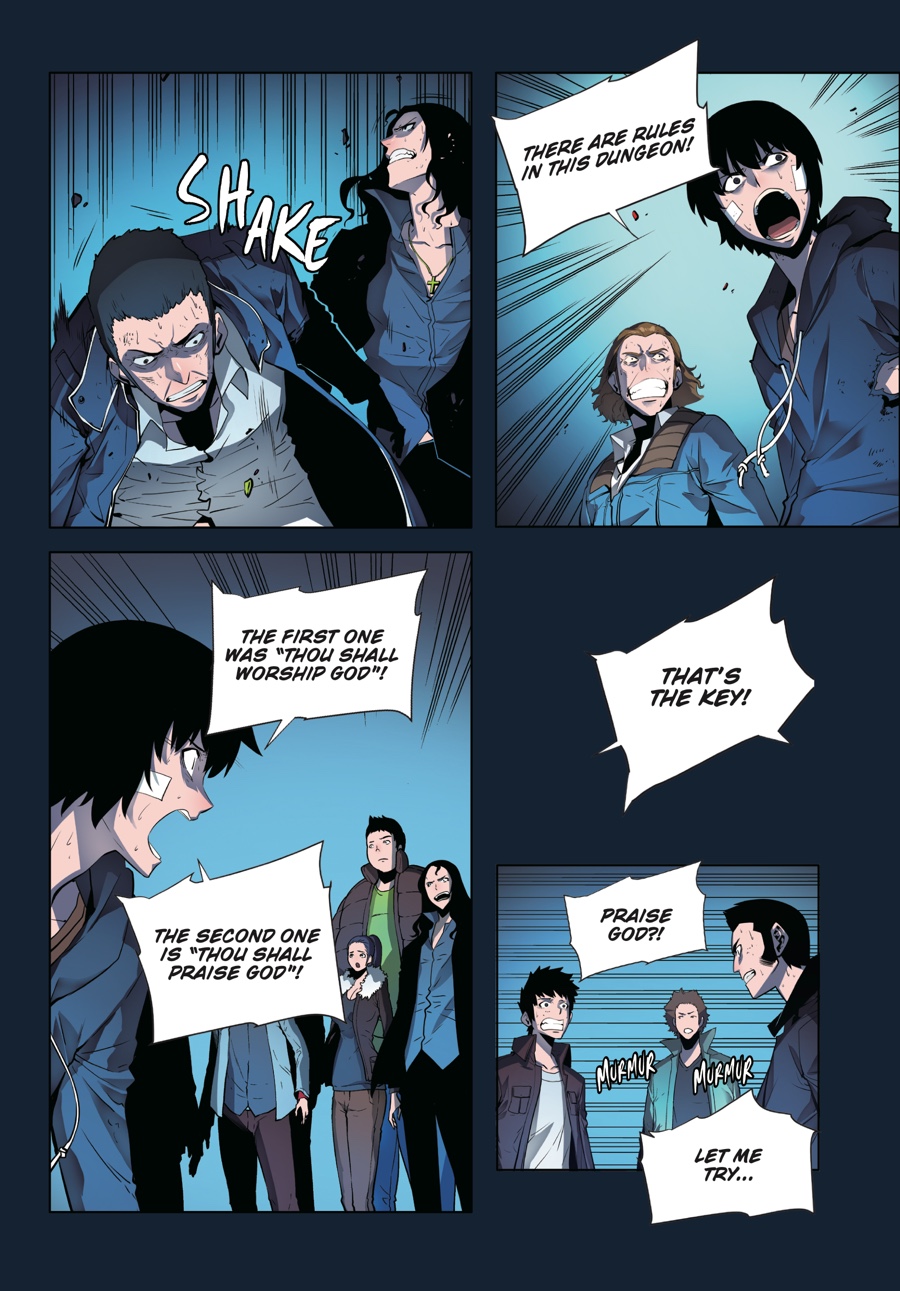 SHAKE
THERE ARE RULES
IN THIS DUNGEON!
THE FIRST ONE
WAS "THOU SHALL
WORSHIP GOD"!
THE SECOND ONE
IS "THOU SHALL
PRAISE GOD"!
THAT'S
THE KEY!
PRAISE
GOD?!
MURMUR
MURMUR
LET ME
TRY...